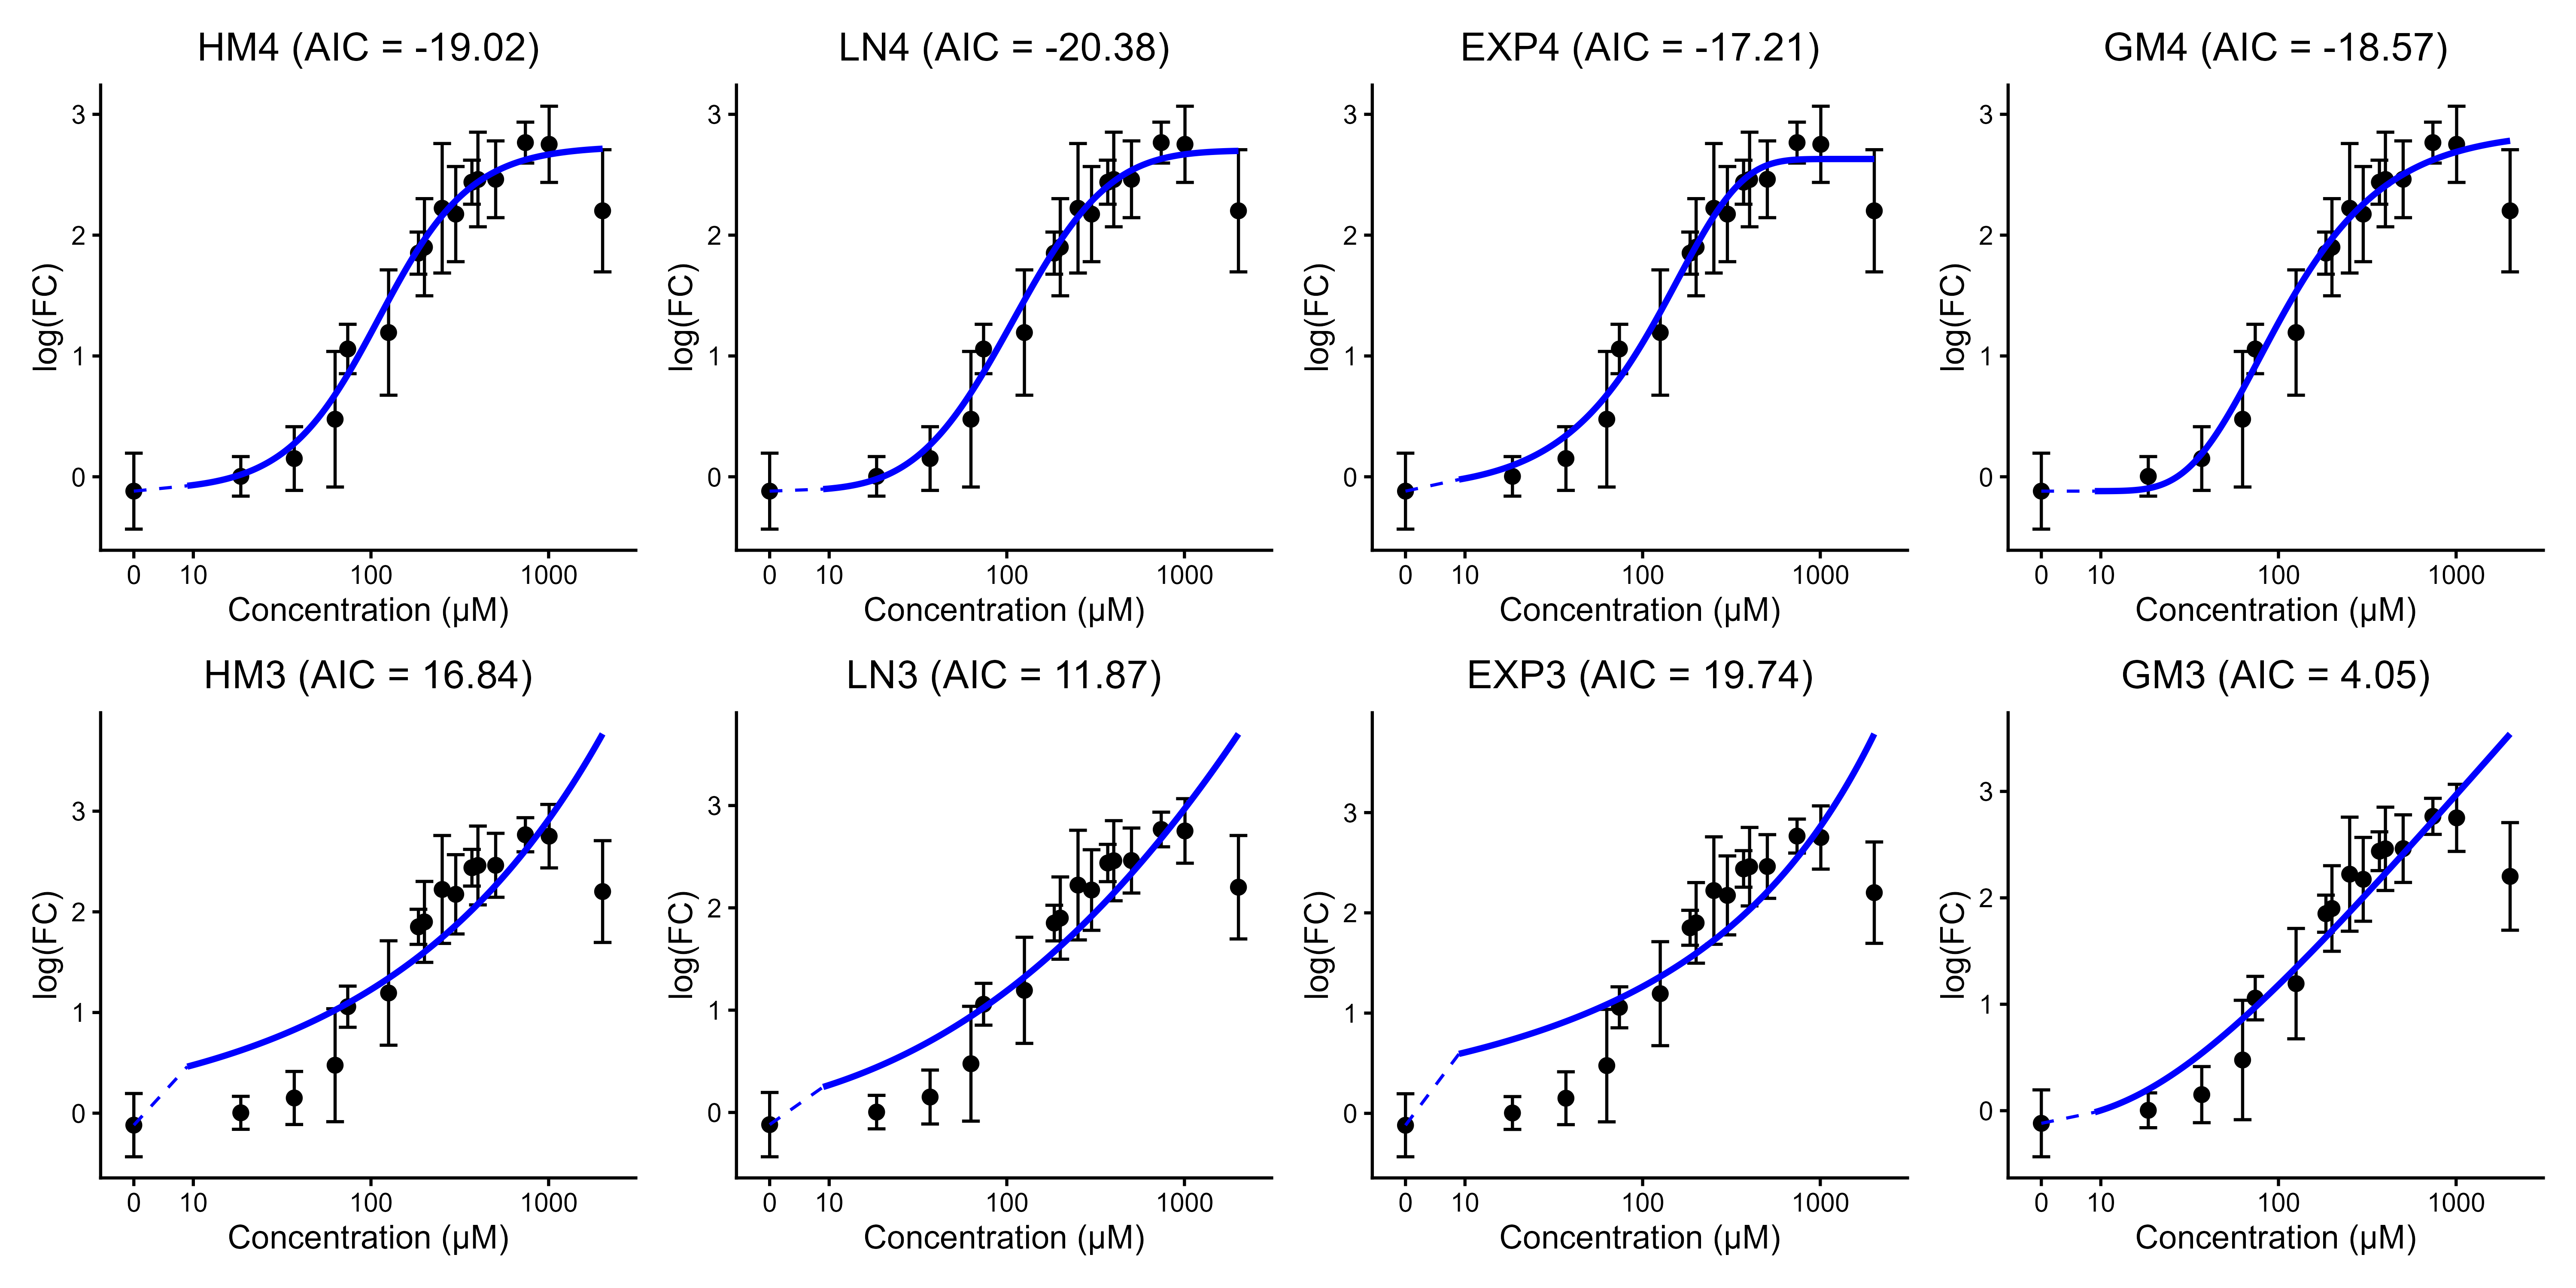 HM4 (AIC = -19.02)
3
2
1
0
log(FC)
0 10 100 1000
Concentration (µM)
LN4 (AIC = -20.38)
3
2
1
0
log(FC)
0 10 100 1000
Concentration (µM)
EXP4 (AIC = -17.21)
3
2
1
0
log(FC)
0 10 100 1000
Concentration (µM)
GM4 (AIC = -18.57)
3
2
1
0
log(FC)
0 10 100 1000
Concentration (µM)
HM3 (AIC = 16.84)
3
2
1
0
log(FC)
0 10 100 1000
Concentration (µM)
LN3 (AIC = 11.87)
3
2
1
0
log(FC)
0 10 100 1000
Concentration (µM)
EXP3 (AIC = 19.74)
3
2
1
0
log(FC)
0 10 100 1000
Concentration (µM)
GM3 (AIC = 4.05)
3
2
1
0
log(FC)
0 10 100 1000
Concentration (µM)